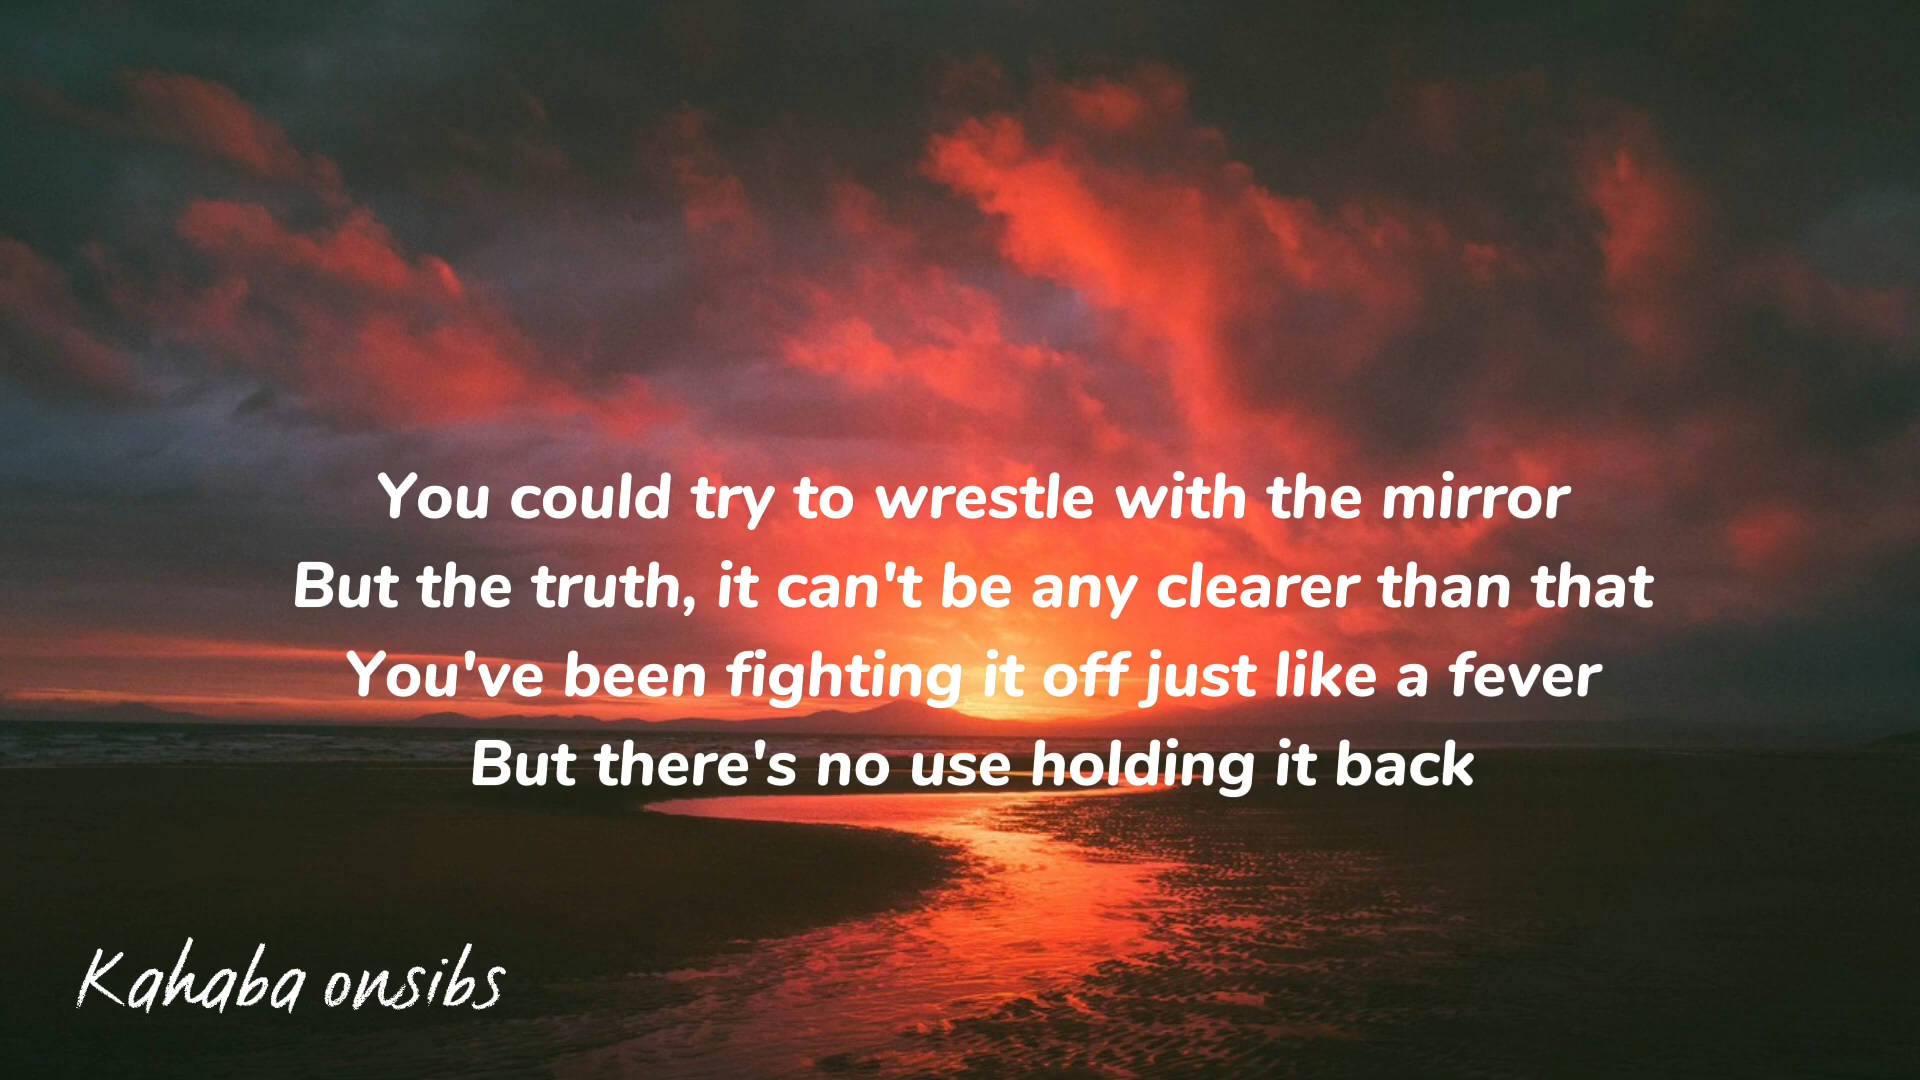 You could try to wrestle with the mirror
But the truth, it can't be any clearer than that
You've been fighting it off just like a fever
But there's no use holding it back
Kahaba onsibs